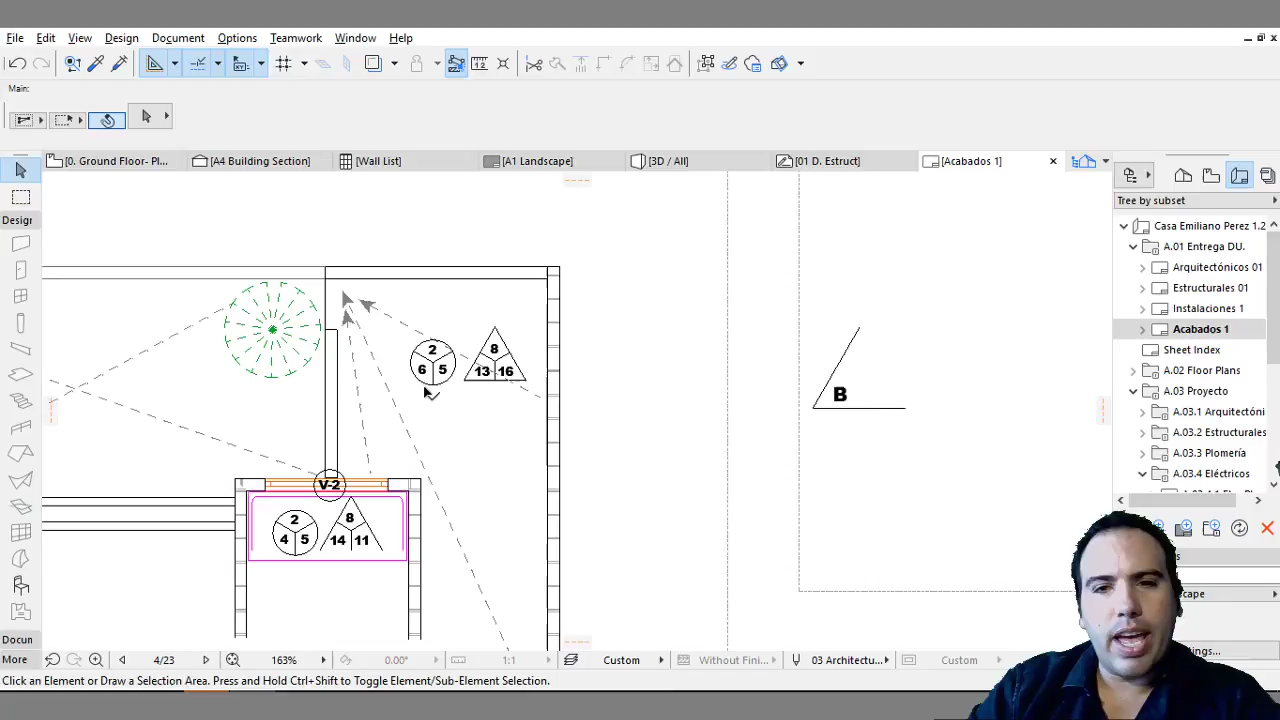 File Edit View Design Document Options Teamwork Window Help
Main:
[0. Ground Floor- Pl... [A4 Building Section] [Wall List] [A1 Landscape] [3D / All] [01 D. Estruct] [Acabados 1]
Design
Tree by subset
Casa Emiliano Perez 1.2
A.01 Entrega DU.
Arquitectónicos 01
Estructurales 01
Instalaciones 1
Acabados 1
Sheet Index
A.02 Floor Plans
A.03 Proyecto
A.03.1 Arquitectóni
A.03.2 Estructurales
A.03.3 Plomería
A.03.4 Eléctricos
2
6 5
8
13 16
B
V-2
2
4 5
8
14 11
Docun
More
4/23 163% 0.00° 1:1 Custom Without Finin... 03 Architectu... Custom
Click an Element or Draw a Selection Area. Press and Hold Ctrl+Shift to Toggle Element/Sub-Element Selection.